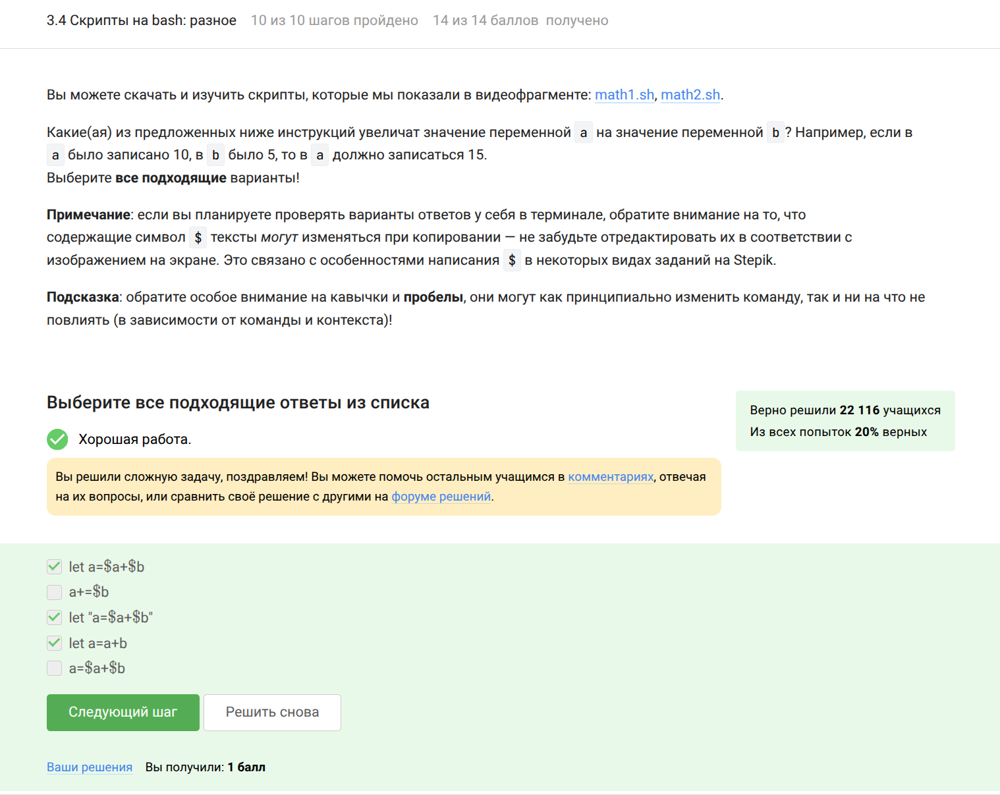 3.4 Скрипты на bash: разное 10 из 10 шагов пройдено 14 из 14 баллов получено
Вы можете скачать и изучить скрипты, которые мы показали в видеофрагменте: math1.sh, math2.sh.
Какие(ая) из предложенных ниже инструкций увеличат значение переменной a на значение переменной b? Например, если в
a было записано 10, в b было 5, то в a должно записаться 15.
Выберите все подходящие варианты!
Примечание: если вы планируете проверять варианты ответов у себя в терминале, обратите внимание на то, что
содержащие символ $ тексты могут изменяться при копировании — не забудьте отредактировать их в соответствии с
изображением на экране. Это связано с особенностями написания $ в некоторых видах заданий на Stepik.
Подсказка: обратите особое внимание на кавычки и пробелы, они могут как принципиально изменить команду, так и ни на что не
повлиять (в зависимости от команды и контекста)!
Выберите все подходящие ответы из списка
Верно решили 22 116 учащихся
Из всех попыток 20% верных
Хорошая работа.
Вы решили сложную задачу, поздравляем! Вы можете помочь остальным учащимся в комментариях, отвечая
на их вопросы, или сравнить своё решение с другими на форуме решений.
let a=$a+$b
a+=$b
let "a=$a+$b"
let a=a+b
a=$a+$b
Следующий шаг
Решить снова
Ваши решения Вы получили: 1 балл